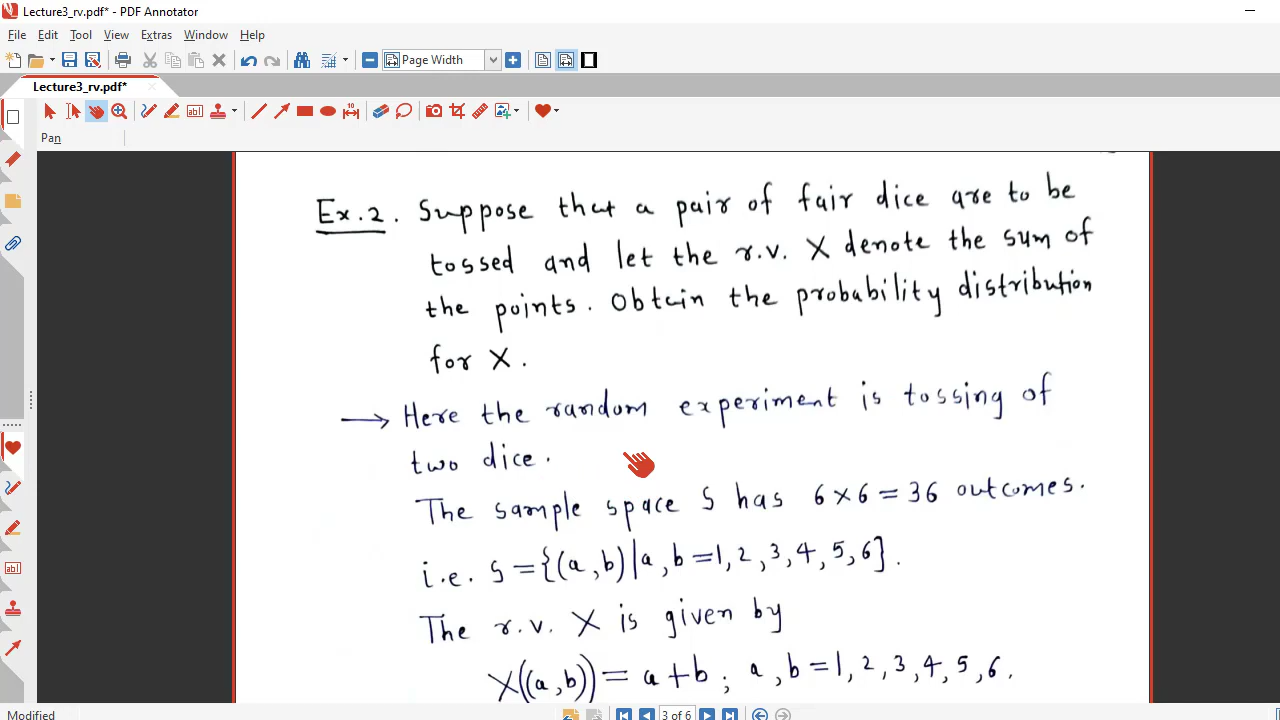 Lecture3_rv.pdf* - PDF Annotator
File Edit Tool View Extras Window Help
Page Width
Lecture3_rv.pdf*
Pan
Ex.2. Suppose that a pair of fair dice are to be
tossed and let the r.v. X denote the sum of
the points. Obtain the probability distribution
for X.
→ Here the random experiment is tossing of
two dice.
The sample space S has 6×6=36 outcomes.
i.e. S={(a,b)|a,b=1,2,3,4,5,6}.
The r.v. X is given by
X((a,b))=a+b; a,b=1,2,3,4,5,6.
Modified
3 of 6